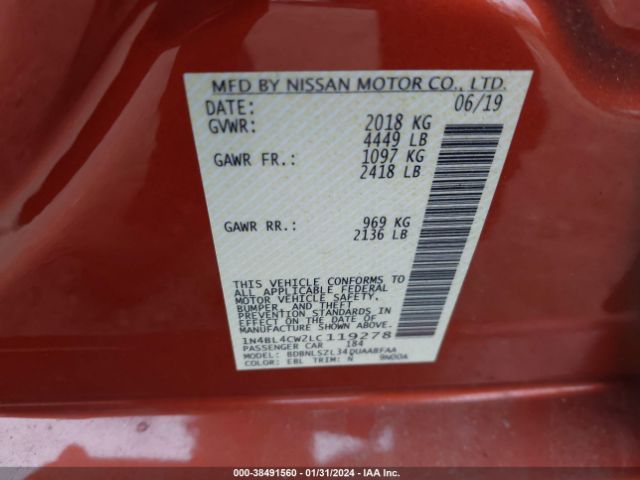 MFD BY NISSAN MOTOR CO., LTD.
DATE: 06/19
GVWR: 2018 KG
4449 LB
GAWR FR.: 1097 KG
2418 LB
GAWR RR.: 969 KG
2136 LB
THIS VEHICLE CONFORMS TO
ALL APPLICABLE FEDERAL
MOTOR VEHICLE SAFETY,
BUMPER, AND THEFT
PREVENTION STANDARDS IN
EFFECT ON THE DATE OF
MANUFACTURE SHOWN ABOVE.
1N4BL4CW2LC119278
PASSENGER CAR 184
MODEL: BDBNLSZL34DUAABFAA
COLOR: EBL TRIM: N 9N00A
000-38491560 - 01/31/2024 - IAA Inc.